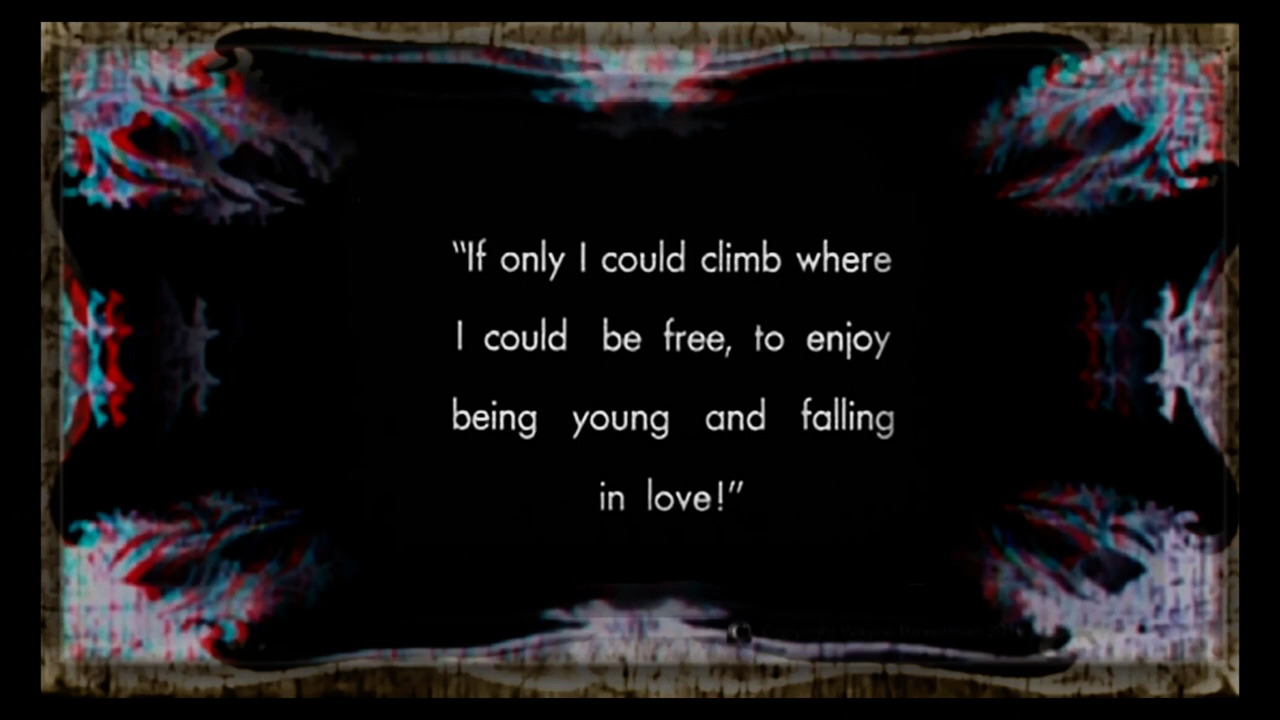 “If only I could climb where
I could be free, to enjoy
being young and falling
in love!”